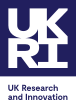 UK
RI
UK Research
and Innovation